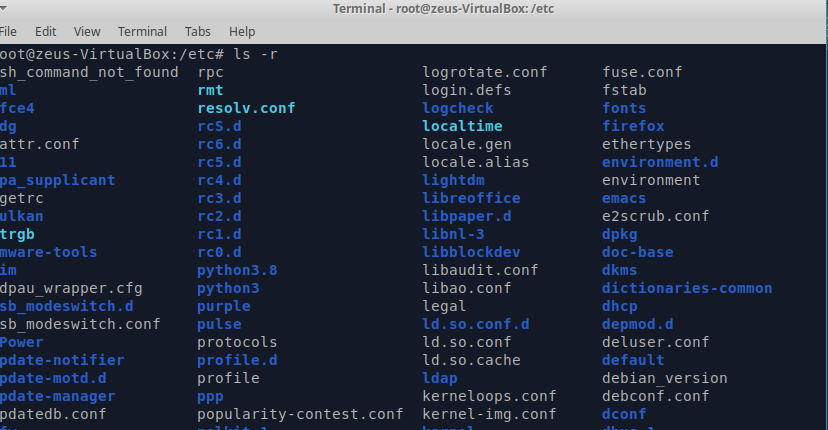 Terminal - root@zeus-VirtualBox: /etc
File Edit View Terminal Tabs Help
oot@zeus-VirtualBox:/etc# ls -r
sh_command_not_found rpc logrotate.conf fuse.conf
ml rmt login.defs fstab
fce4 resolv.conf logcheck fonts
dg rcS.d localtime firefox
attr.conf rc6.d locale.gen ethertypes
11 rc5.d locale.alias environment.d
pa_supplicant rc4.d lightdm environment
getrc rc3.d libreoffice emacs
ulkan rc2.d libpaper.d e2scrub.conf
trgb rc1.d libnl-3 dpkg
mware-tools rc0.d libblockdev doc-base
im python3.8 libaudit.conf dkms
dpau_wrapper.cfg python3 libao.conf dictionaries-common
sb_modeswitch.d purple legal dhcp
sb_modeswitch.conf pulse ld.so.conf.d depmod.d
Power protocols ld.so.conf deluser.conf
pdate-notifier profile.d ld.so.cache default
pdate-motd.d profile ldap debian_version
pdate-manager ppp kerneloops.conf debconf.conf
pdatedb.conf popularity-contest.conf kernel-img.conf dconf